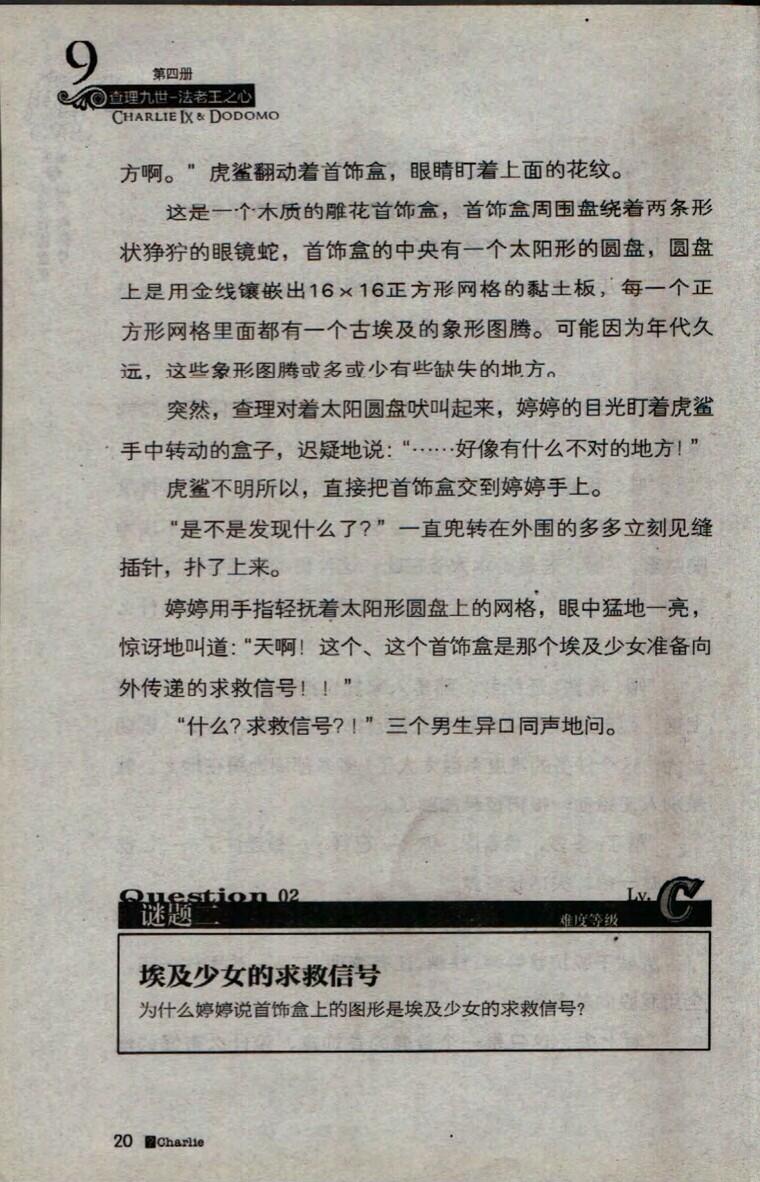 9
第四册
查理九世-法老王之心
CHARLIE IX & DODOMO
方啊。”虎鲨翻动着首饰盒，眼睛盯着上面的花纹。
这是一个木质的雕花首饰盒，首饰盒周围盘绕着两条形
状狰狞的眼镜蛇，首饰盒的中央有一个太阳形的圆盘，圆盘
上是用金线镶嵌出16×16正方形网格的黏土板，每一个正
方形网格里面都有一个古埃及的象形图腾。可能因为年代久
远，这些象形图腾或多或少有些缺失的地方。
突然，查理对着太阳圆盘吠叫起来，婷婷的目光盯着虎鲨
手中转动的盒子，迟疑地说：“……好像有什么不对的地方！”
虎鲨不明所以，直接把首饰盒交到婷婷手上。
“是不是发现什么了？”一直兜转在外围的多多立刻见缝
插针，扑了上来。
婷婷用手指轻抚着太阳形圆盘上的网格，眼中猛地一亮，
惊讶地叫道：“天啊！这个、这个首饰盒是那个埃及少女准备向
外传递的求救信号！！”
“什么？求救信号？！”三个男生异口同声地问。
Question 02
Lv. C
谜题二
难度等级
埃及少女的求救信号
为什么婷婷说首饰盒上的图形是埃及少女的求救信号？
20 Charlie